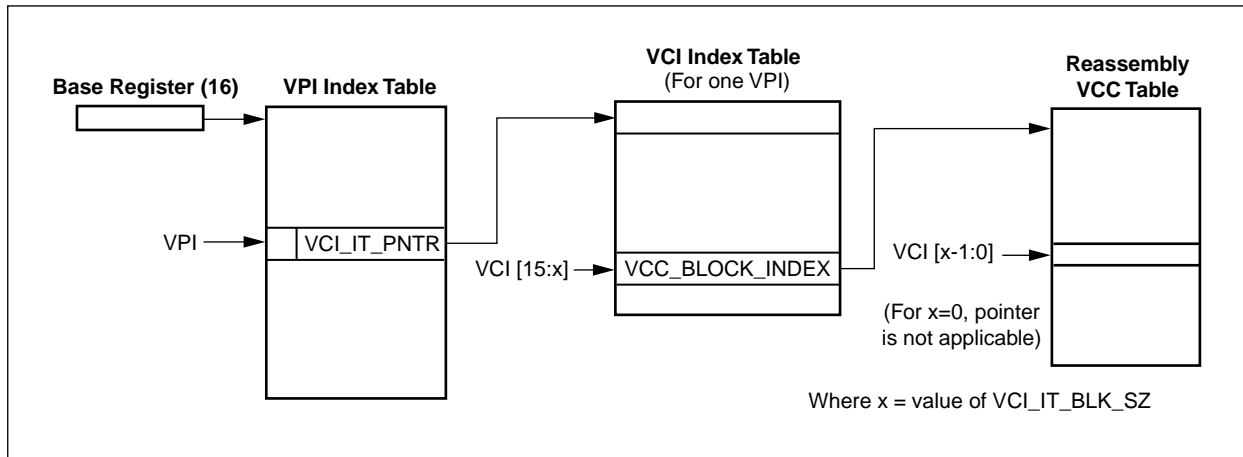 Base Register (16)
VPI Index Table
VCI Index Table
(For one VPI)
Reassembly
VCC Table
VPI
VCI_IT_PNTR
VCI [15:x]
VCC_BLOCK_INDEX
VCI [x-1:0]
(For x=0, pointer
is not applicable)
Where x = value of VCI_IT_BLK_SZ